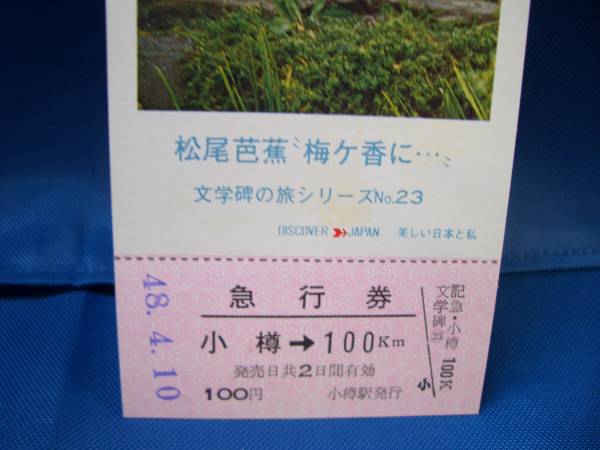 松尾芭蕉〝梅ケ香に…〟
文学碑の旅シリーズNo.23
DISCOVER JAPAN 美しい日本と私
48.4.10
急行券
小樽→100Km
発売日共2日間有効
100円 小樽駅発行
記急・小樽
文学碑㉓
100K
小